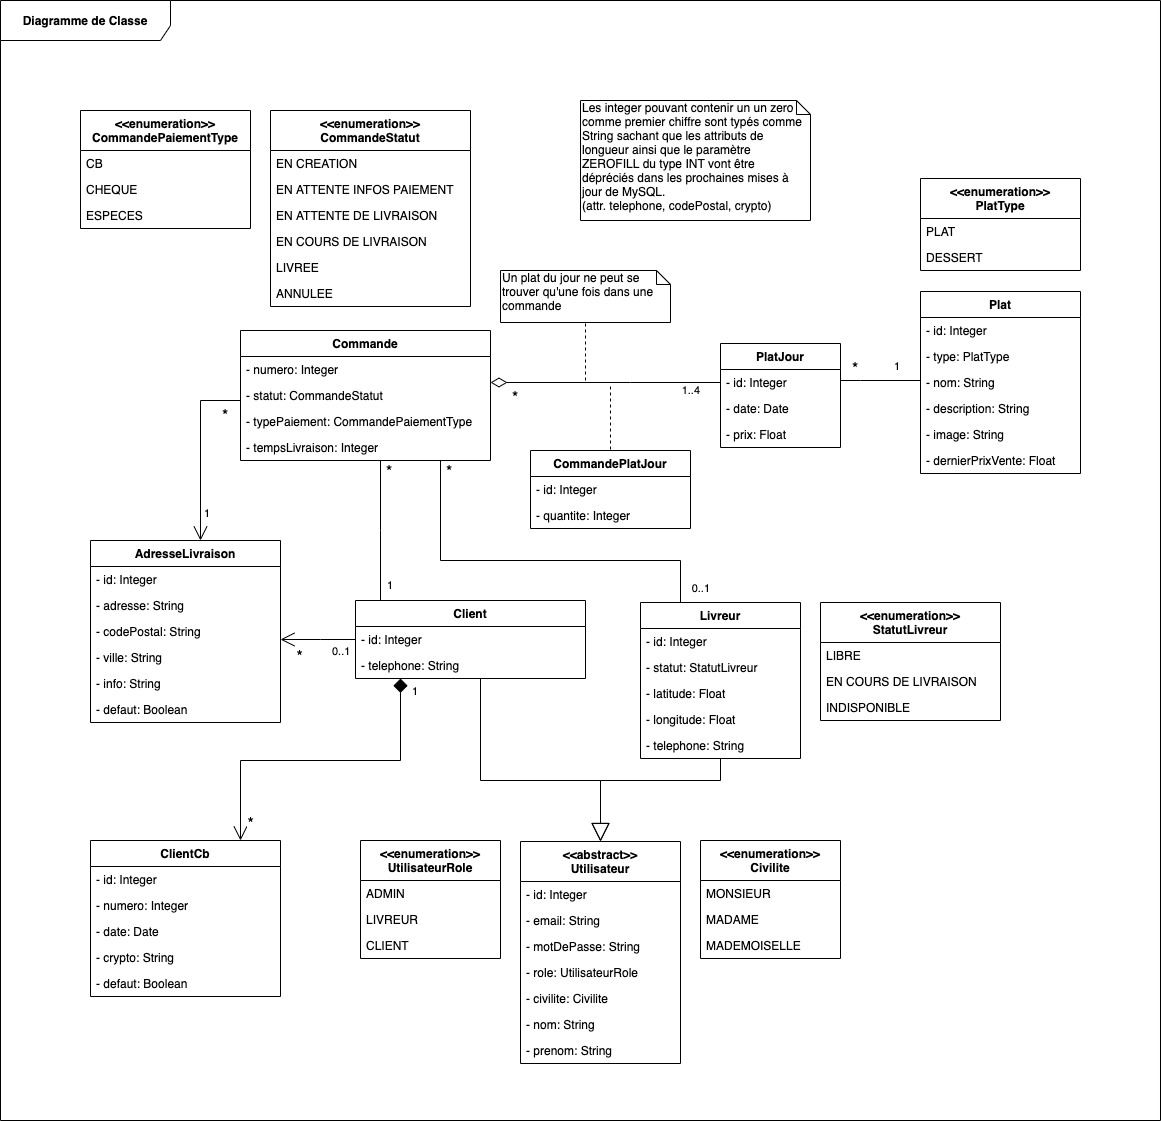 Diagramme de Classe
<<enumeration>>
CommandePaiementType
CB
CHEQUE
ESPECES
<<enumeration>>
CommandeStatut
EN CREATION
EN ATTENTE INFOS PAIEMENT
EN ATTENTE DE LIVRAISON
EN COURS DE LIVRAISON
LIVREE
ANNULEE
Les integer pouvant contenir un un zero
comme premier chiffre sont typés comme
String sachant que les attributs de
longueur ainsi que le paramètre
ZEROFILL du type INT vont être
dépréciés dans les prochaines mises à
jour de MySQL.
(attr. telephone, codePostal, crypto)
<<enumeration>>
PlatType
PLAT
DESSERT
Un plat du jour ne peut se
trouver qu'une fois dans une
commande
Commande
- numero: Integer
- statut: CommandeStatut
- typePaiement: CommandePaiementType
- tempsLivraison: Integer
*
1..4
PlatJour
- id: Integer
- date: Date
- prix: Float
*
1
Plat
- id: Integer
- type: PlatType
- nom: String
- description: String
- image: String
- dernierPrixVente: Float
CommandePlatJour
- id: Integer
- quantite: Integer
*
1
*
1
*
0..1
AdresseLivraison
- id: Integer
- adresse: String
- codePostal: String
- ville: String
- info: String
- defaut: Boolean
*
0..1
Client
- id: Integer
- telephone: String
1
*
Livreur
- id: Integer
- statut: StatutLivreur
- latitude: Float
- longitude: Float
- telephone: String
<<enumeration>>
StatutLivreur
LIBRE
EN COURS DE LIVRAISON
INDISPONIBLE
ClientCb
- id: Integer
- numero: Integer
- date: Date
- crypto: String
- defaut: Boolean
<<enumeration>>
UtilisateurRole
ADMIN
LIVREUR
CLIENT
<<abstract>>
Utilisateur
- id: Integer
- email: String
- motDePasse: String
- role: UtilisateurRole
- civilite: Civilite
- nom: String
- prenom: String
<<enumeration>>
Civilite
MONSIEUR
MADAME
MADEMOISELLE